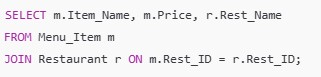 SELECT m.Item_Name, m.Price, r.Rest_Name
FROM Menu_Item m
JOIN Restaurant r ON m.Rest_ID = r.Rest_ID;